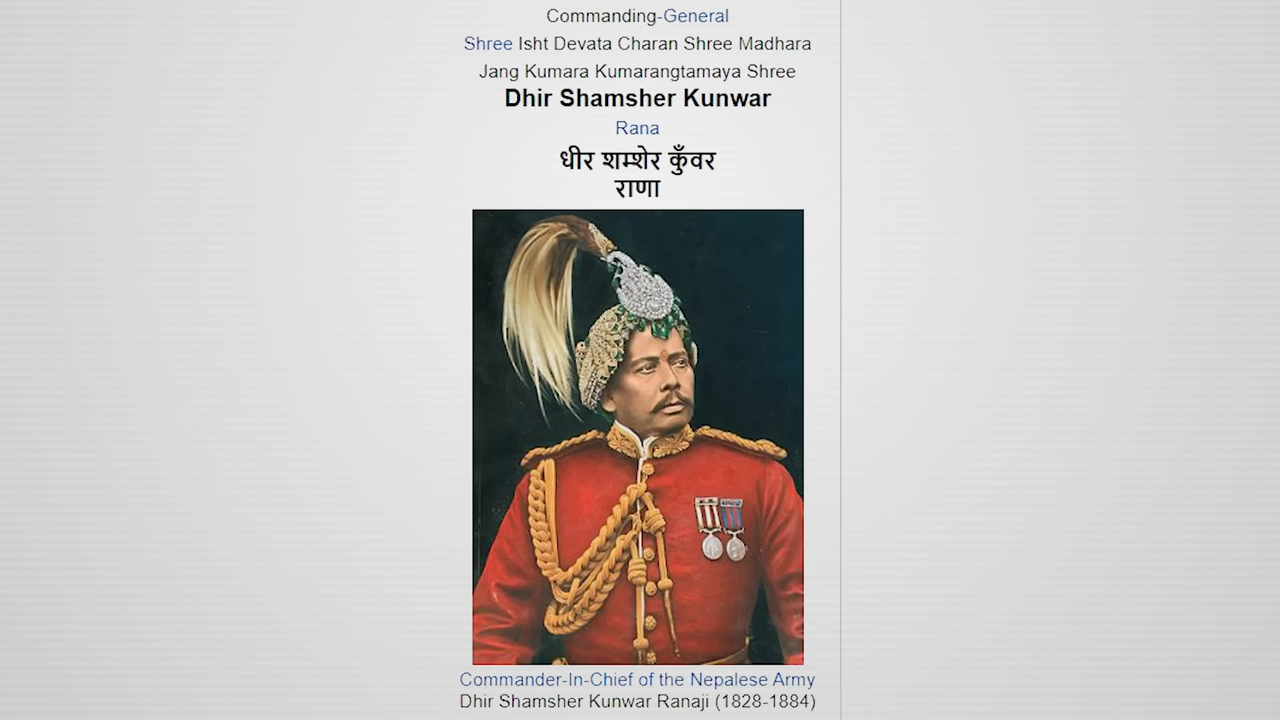 Commanding-General
Shree Isht Devata Charan Shree Madhara
Jang Kumara Kumarangtamaya Shree
Dhir Shamsher Kunwar
Rana
धीर शम्शेर कुँवर
राणा
Commander-In-Chief of the Nepalese Army
Dhir Shamsher Kunwar Ranaji (1828-1884)